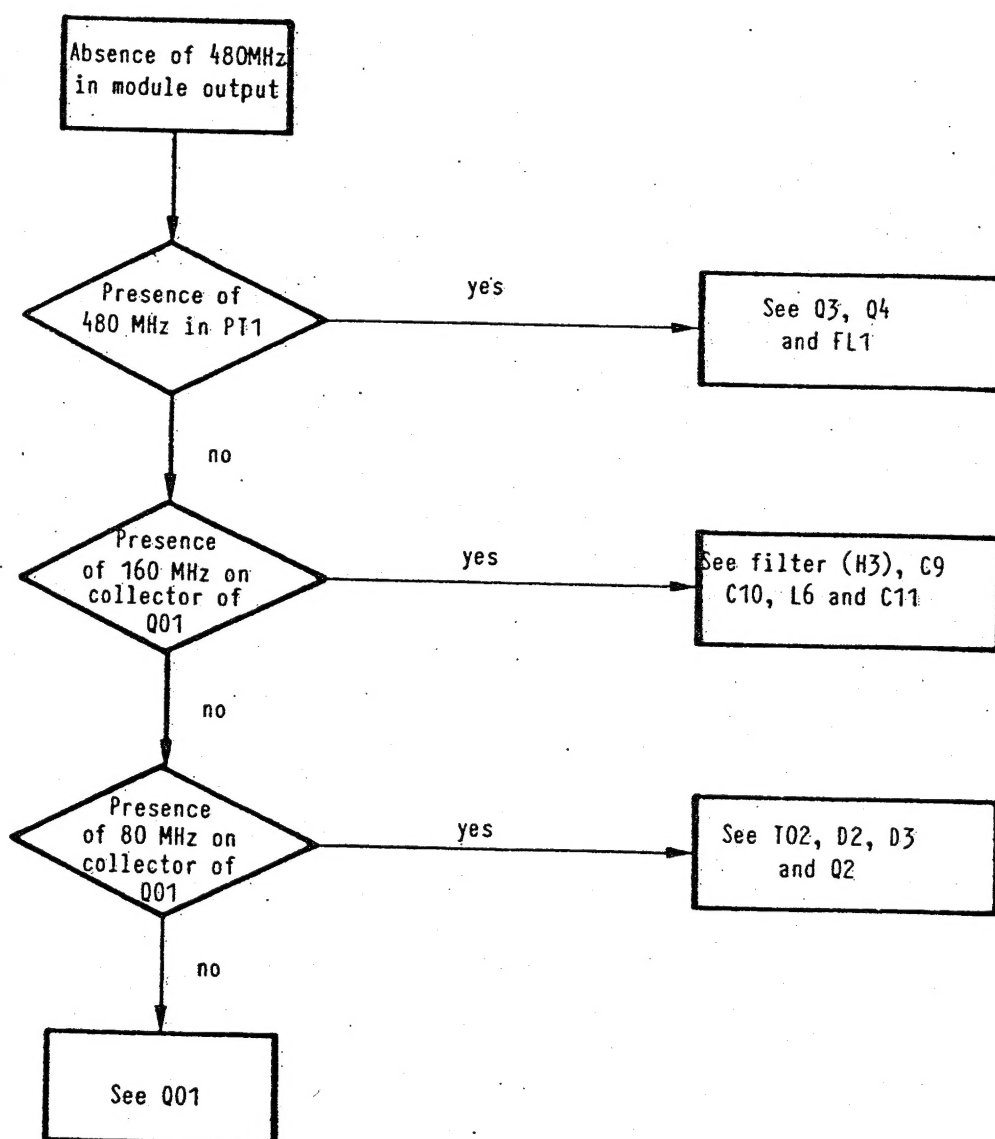 Absence of 480MHz
in module output
Presence of
480 MHz in PT1
yes
See Q3, Q4
and FL1
no
Presence
of 160 MHz on
collector of
Q01
yes
See filter (H3), C9
C10, L6 and C11
no
Presence
of 80 MHz on
collector of
Q01
yes
See TO2, D2, D3
and Q2
no
See Q01